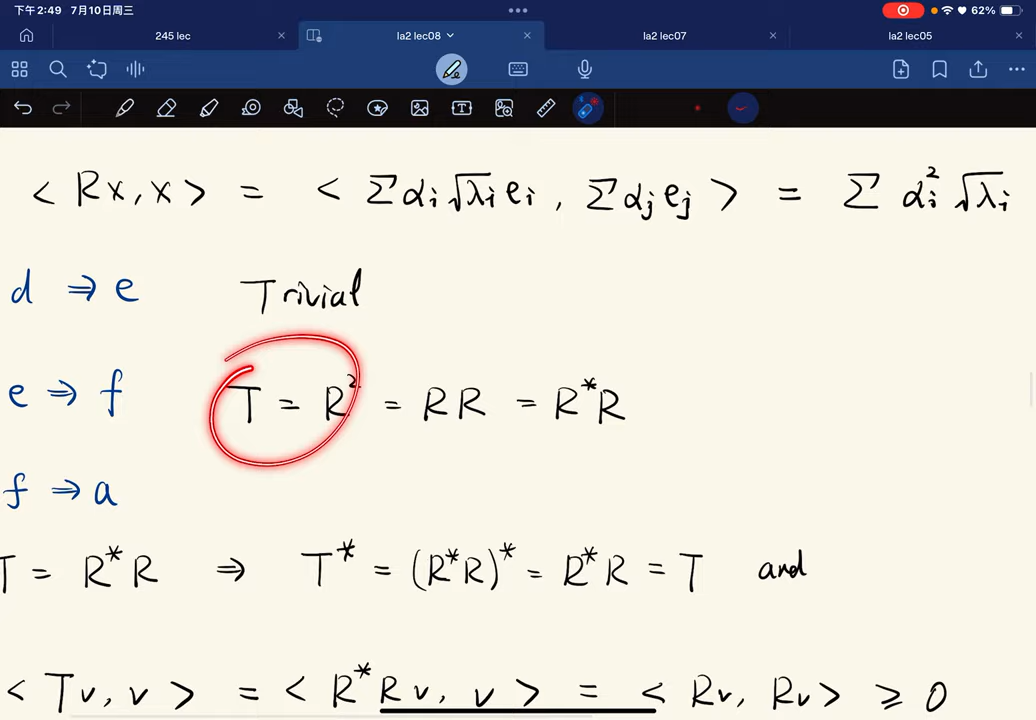 下午2:49 7月10日周三 62%
245 lec la2 lec08 la2 lec07 la2 lec05
< Rx, x > = < Σ αi √λi ei , Σ αj ej > = Σ αi² √λi
d ⇒ e Trivial
e ⇒ f T = R² = RR = R*R
f ⇒ a
T = R*R ⇒ T* = (R*R)* = R*R = T and
< Tv, v > = < R*Rv, v > = < Rv, Rv > ≥ 0